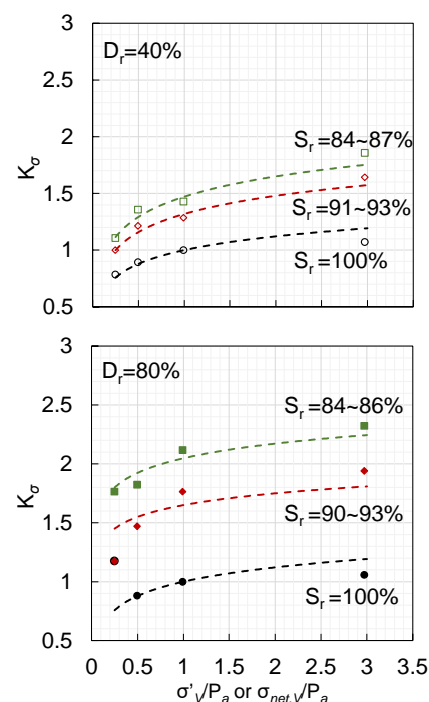 3
D_r=40%
2.5
2
S_r=84~87%
K_σ
1.5
S_r=91~93%
1
S_r=100%
0.5
3
D_r=80%
2.5
S_r=84~86%
2
K_σ
1.5
S_r=90~93%
1
S_r=100%
0.5
0 0.5 1 1.5 2 2.5 3 3.5
σ'_V/P_a or σ_net,V/P_a